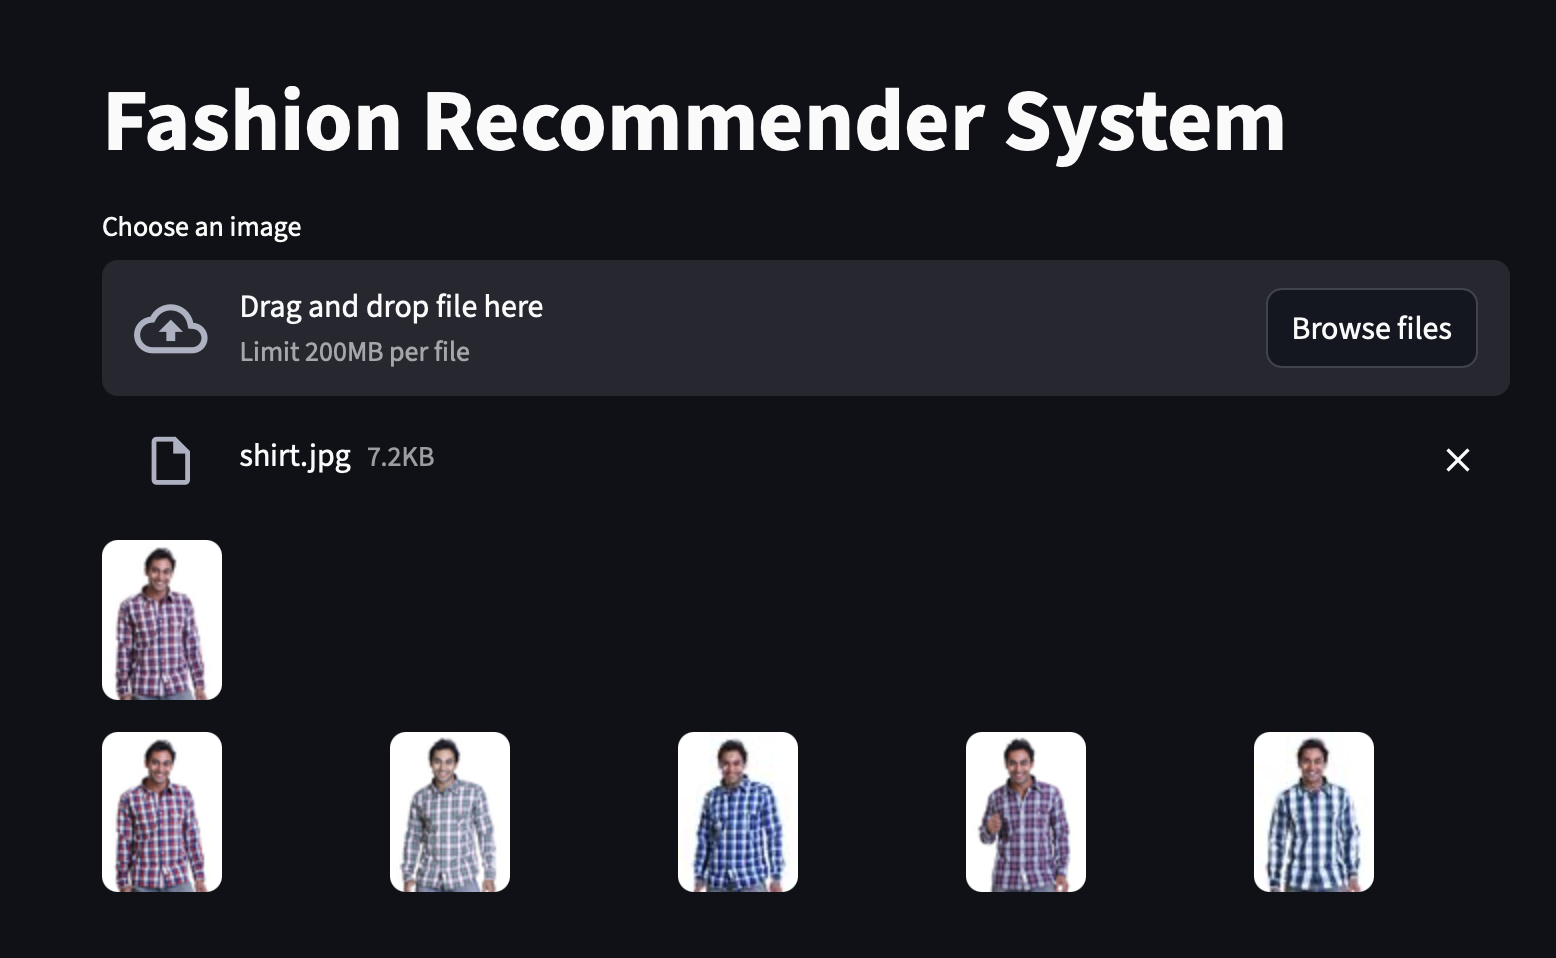 Fashion Recommender System
Choose an image
Drag and drop file here
Limit 200MB per file
Browse files
shirt.jpg 7.2KB